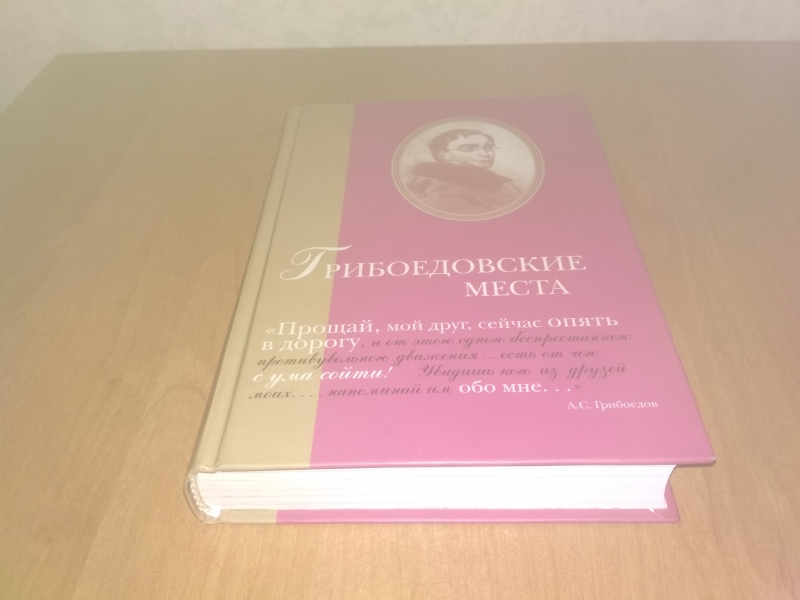 Грибоедовские
места
«Прощай, мой друг, сейчас опять
в дорогу, и от этого одного беспрестанного
противувольного движения ... есть от чего
с ума сойти! Увидишь кого из друзей
моих, ... напоминай им обо мне...»
А.С. Грибоедов